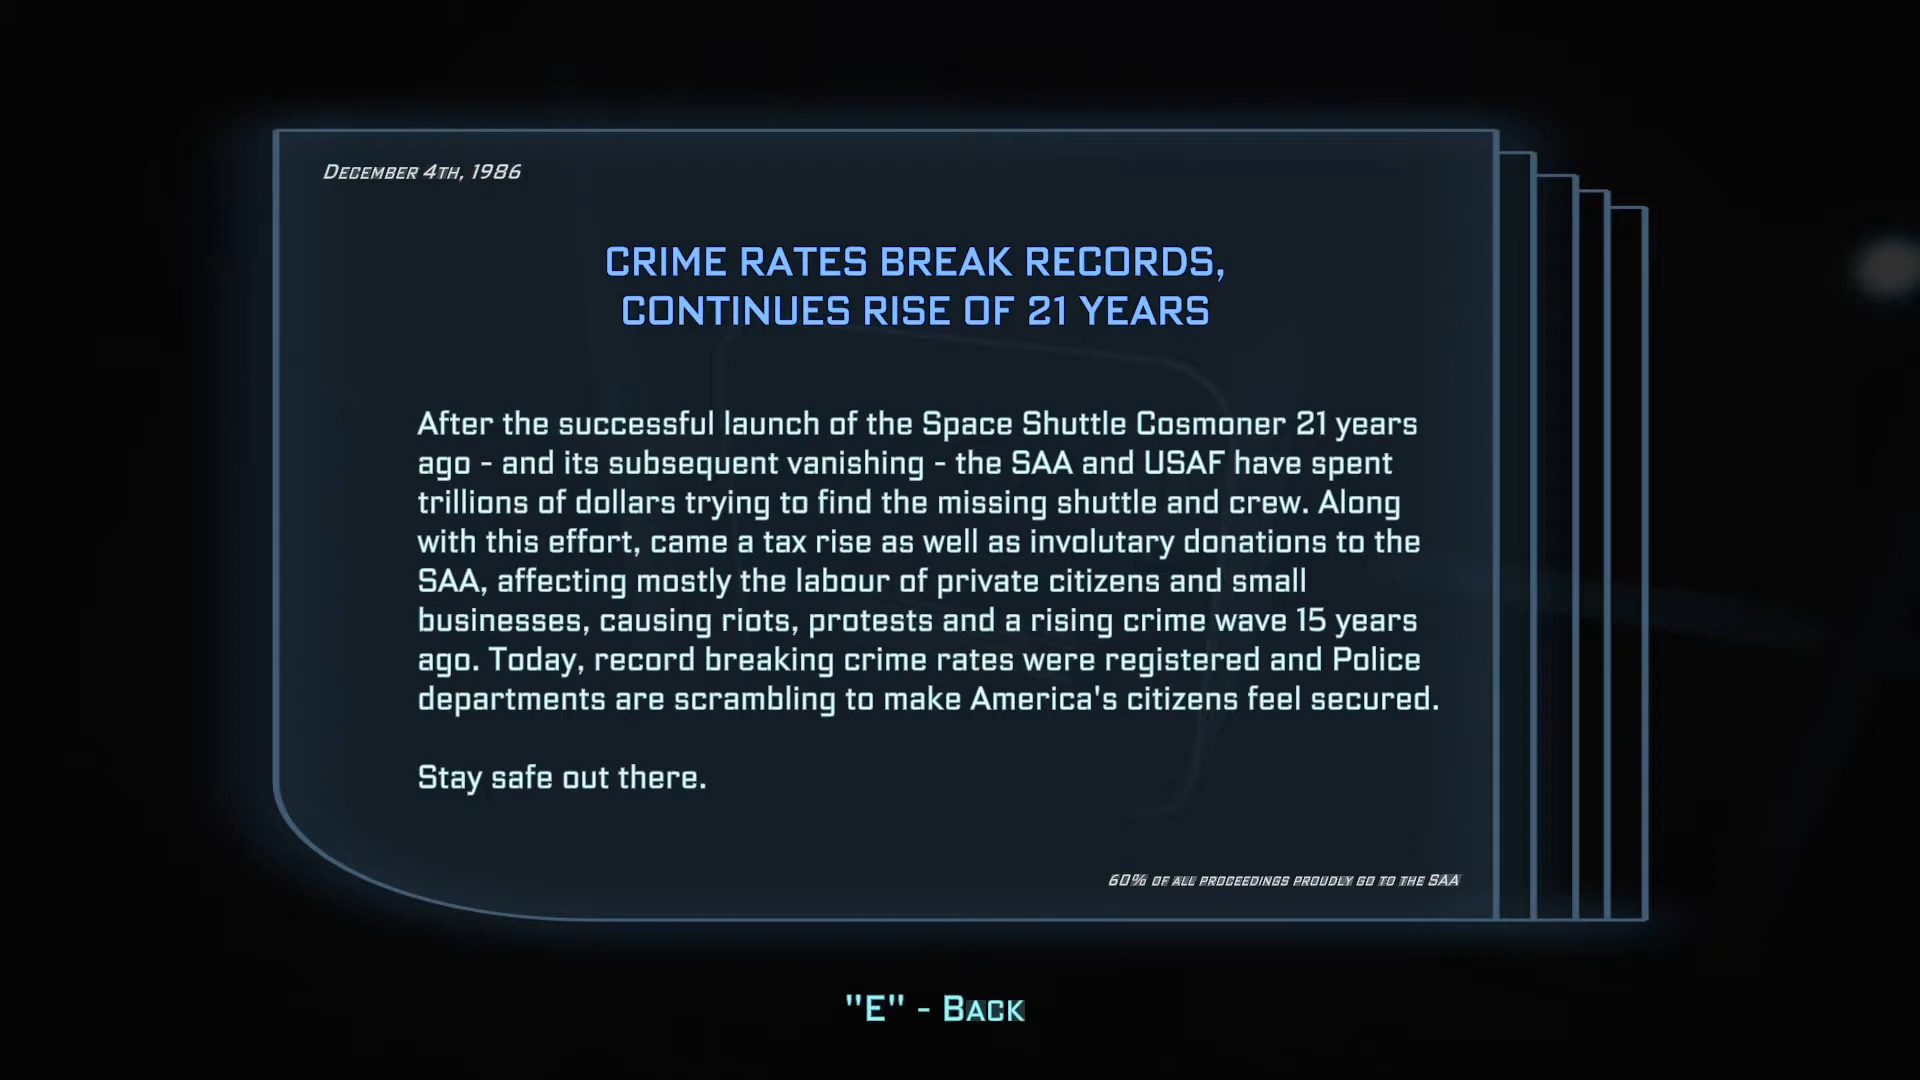 December 4th, 1986
CRIME RATES BREAK RECORDS,
CONTINUES RISE OF 21 YEARS
After the successful launch of the Space Shuttle Cosmoner 21 years
ago - and its subsequent vanishing - the SAA and USAF have spent
trillions of dollars trying to find the missing shuttle and crew. Along
with this effort, came a tax rise as well as involutary donations to the
SAA, affecting mostly the labour of private citizens and small
businesses, causing riots, protests and a rising crime wave 15 years
ago. Today, record breaking crime rates were registered and Police
departments are scrambling to make America's citizens feel secured.
Stay safe out there.
60% of all proceedings proudly go to the SAA
"E" - Back